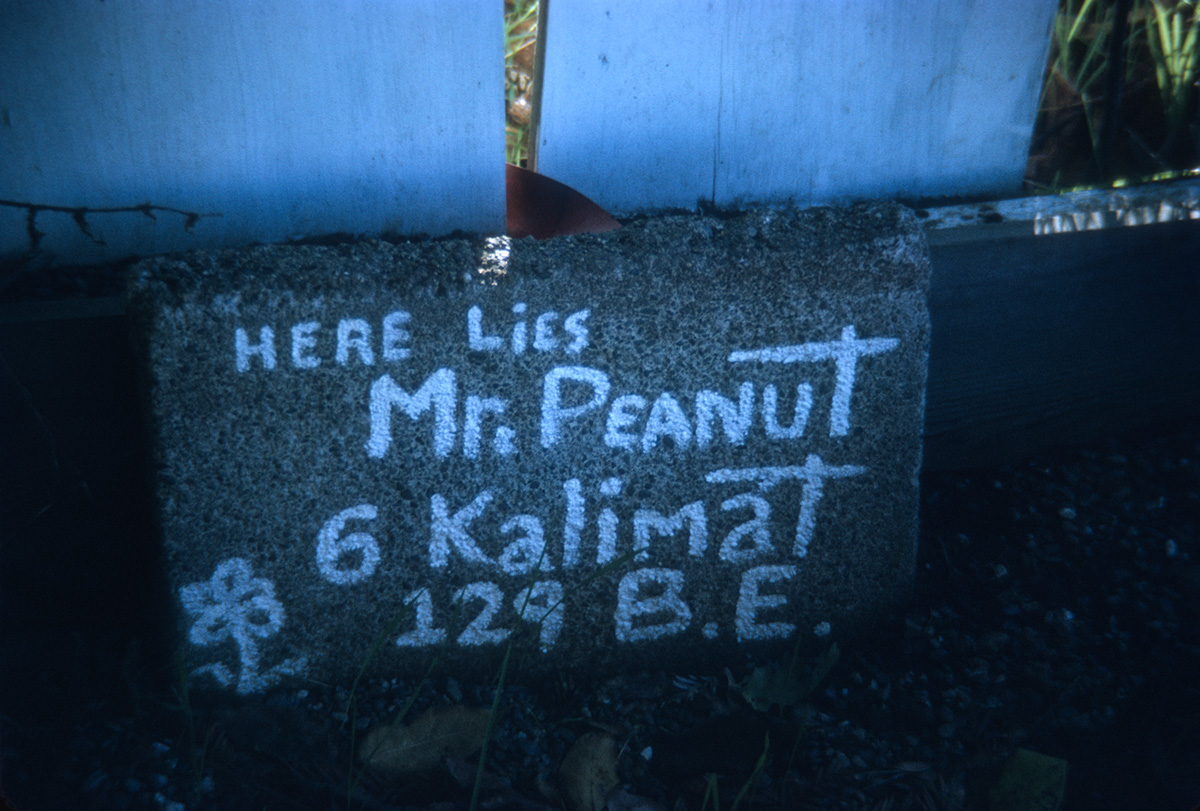 HERE LiES
Mr. PEANUT
6 KalimaT
129 B.E.